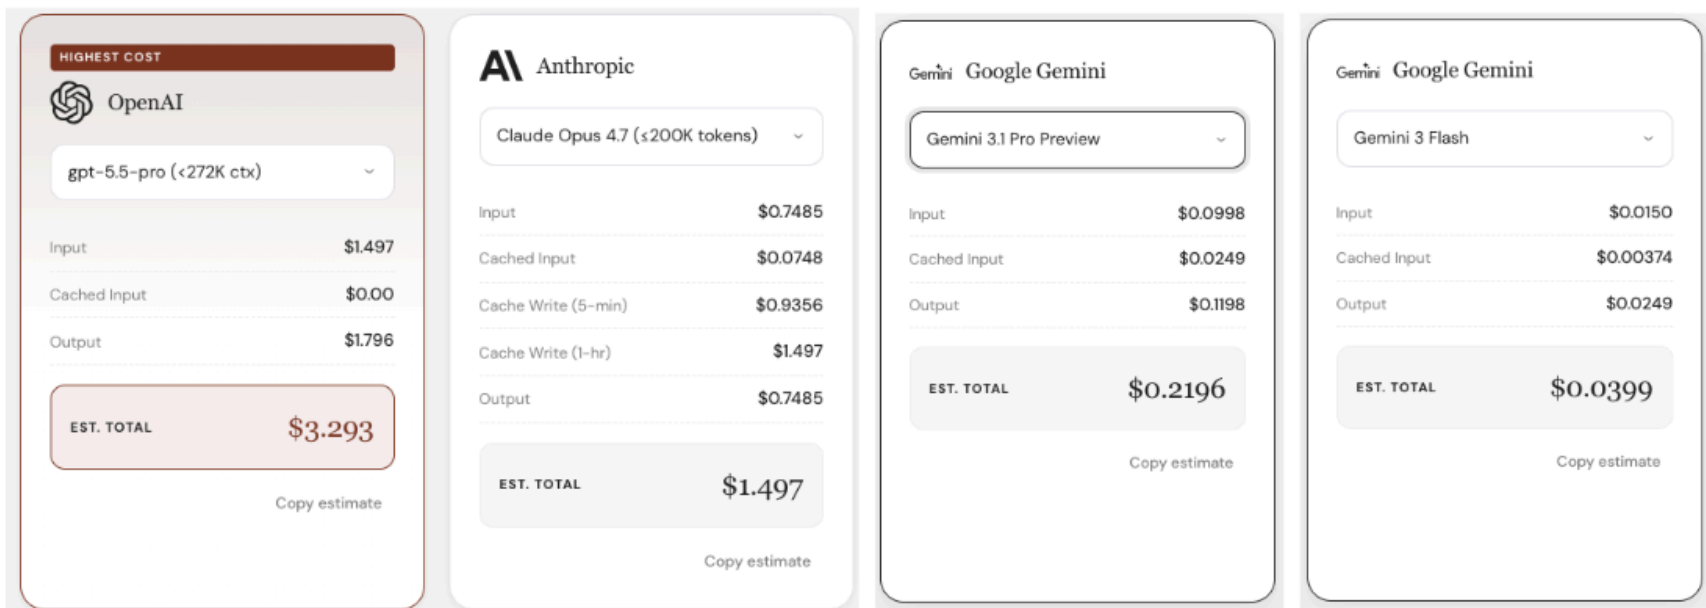 HIGHEST COST
OpenAI
gpt-5.5-pro (<272K ctx)
Input $1.497
Cached Input $0.00
Output $1.796
EST. TOTAL $3.293
Copy estimate
Anthropic
Claude Opus 4.7 (≤200K tokens)
Input $0.7485
Cached Input $0.0748
Cache Write (5-min) $0.9356
Cache Write (1-hr) $1.497
Output $0.7485
EST. TOTAL $1.497
Copy estimate
Gemini Google Gemini
Gemini 3.1 Pro Preview
Input $0.0998
Cached Input $0.0249
Output $0.1198
EST. TOTAL $0.2196
Copy estimate
Gemini Google Gemini
Gemini 3 Flash
Input $0.0150
Cached Input $0.00374
Output $0.0249
EST. TOTAL $0.0399
Copy estimate